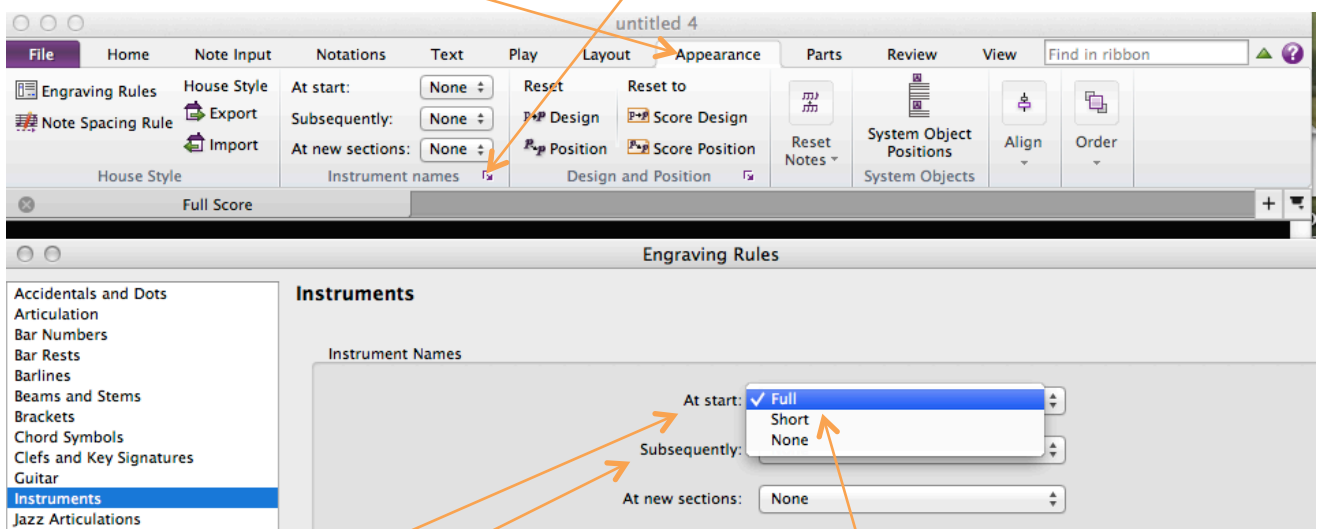 untitled 4
File Home Note Input Notations Text Play Layout Appearance Parts Review View Find in ribbon ?
Engraving Rules House Style At start: None Reset Reset to
Note Spacing Rule Export Subsequently: None Design Score Design Reset Notes System Object Positions Align Order
Import At new sections: None Position Score Position
House Style Instrument names Design and Position System Objects
Full Score +
Engraving Rules
Accidentals and Dots
Articulation
Bar Numbers
Bar Rests
Barlines
Beams and Stems
Brackets
Chord Symbols
Clefs and Key Signatures
Guitar
Instruments
Jazz Articulations
Instruments
Instrument Names
At start: ✓ Full
Short
None
Subsequently:
At new sections: None